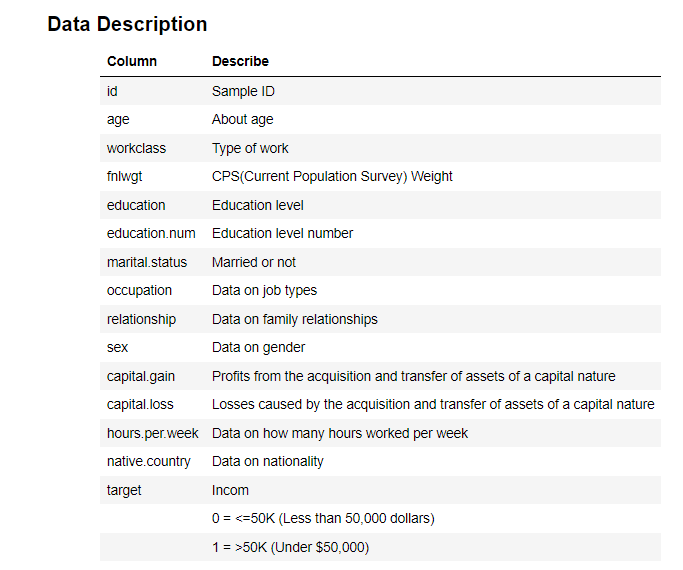 Data Description
Column Describe
id Sample ID
age About age
workclass Type of work
fnlwgt CPS(Current Population Survey) Weight
education Education level
education.num Education level number
marital.status Married or not
occupation Data on job types
relationship Data on family relationships
sex Data on gender
capital.gain Profits from the acquisition and transfer of assets of a capital nature
capital.loss Losses caused by the acquisition and transfer of assets of a capital nature
hours.per.week Data on how many hours worked per week
native.country Data on nationality
target Incom
0 = <=50K (Less than 50,000 dollars)
1 = >50K (Under $50,000)